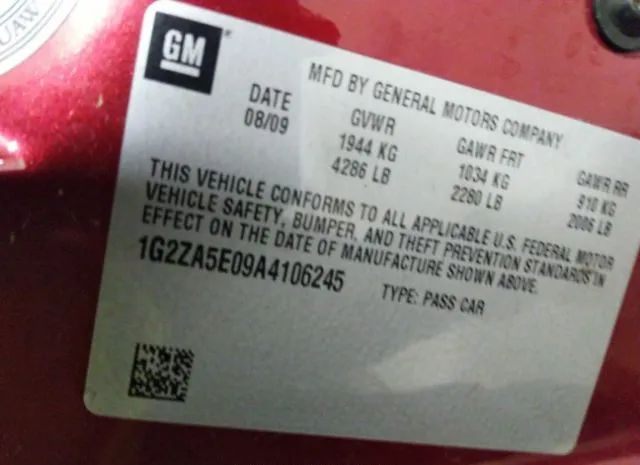 UAW
GM
MFD BY GENERAL MOTORS COMPANY
DATE GVWR GAWR FRT GAWR RR
08/09 1944 KG 1034 KG 910 KG
4286 LB 2280 LB 2006 LB
THIS VEHICLE CONFORMS TO ALL APPLICABLE U.S. FEDERAL MOTOR
VEHICLE SAFETY, BUMPER, AND THEFT PREVENTION STANDARDS IN
EFFECT ON THE DATE OF MANUFACTURE SHOWN ABOVE.
1G2ZA5E09A4106245 TYPE: PASS CAR